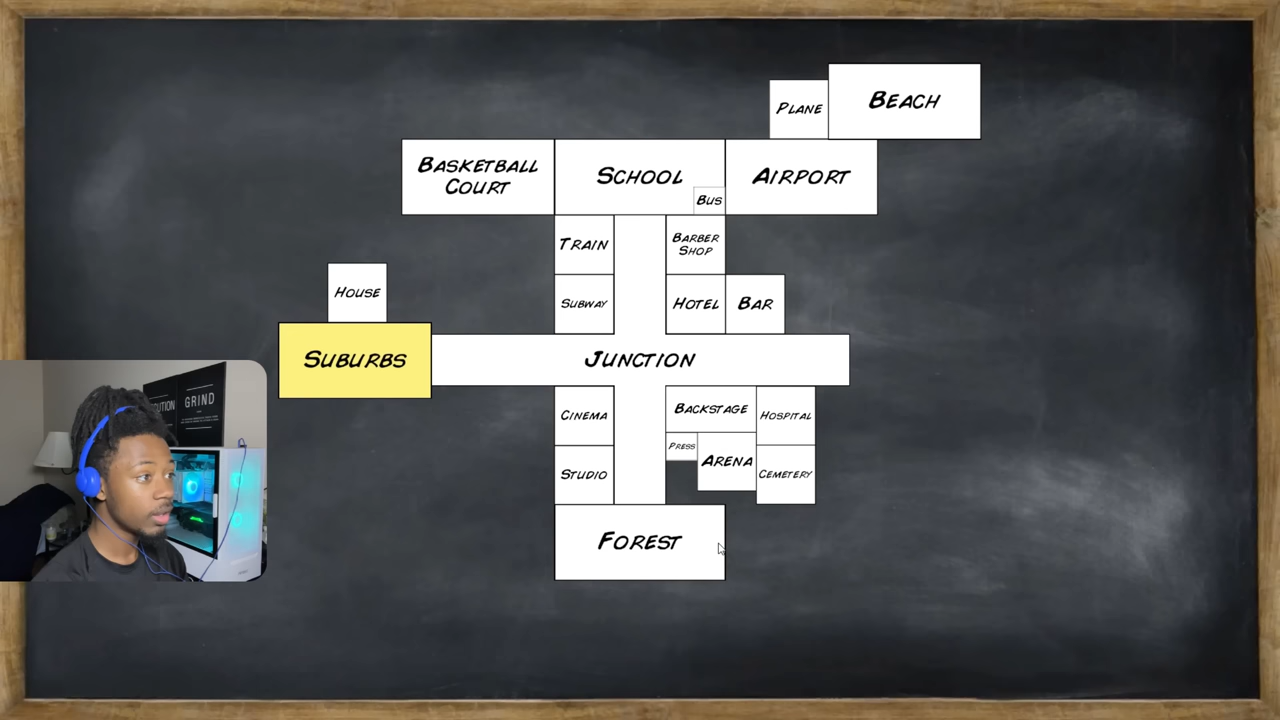 Plane
Beach
Basketball
Court
School
Airport
Bus
Train
Barber
Shop
House
Subway
Hotel
Bar
Suburbs
Junction
Cinema
Backstage
Hospital
Press
Arena
Studio
Cemetery
Forest
GRIND